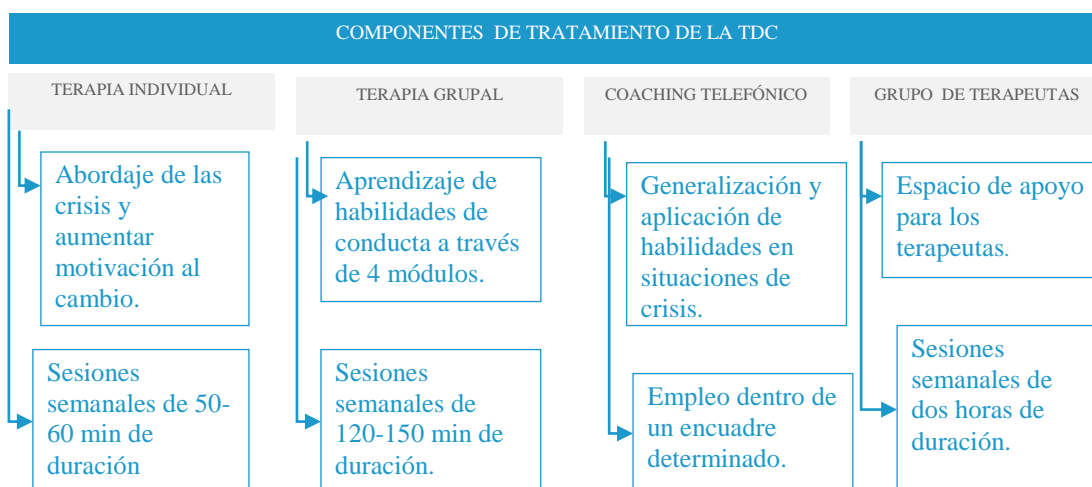 COMPONENTES DE TRATAMIENTO DE LA TDC
TERAPIA INDIVIDUAL
Abordaje de las
crisis y
aumentar
motivación al
cambio.
Sesiones
semanales de 50-
60 min de
duración
TERAPIA GRUPAL
Aprendizaje de
habilidades de
conducta a través
de 4 módulos.
Sesiones
semanales de
120-150 min de
duración.
COACHING TELEFÓNICO
Generalización y
aplicación de
habilidades en
situaciones de
crisis.
Empleo dentro de
un encuadre
determinado.
GRUPO DE TERAPEUTAS
Espacio de apoyo
para los
terapeutas.
Sesiones
semanales de
dos horas de
duración.